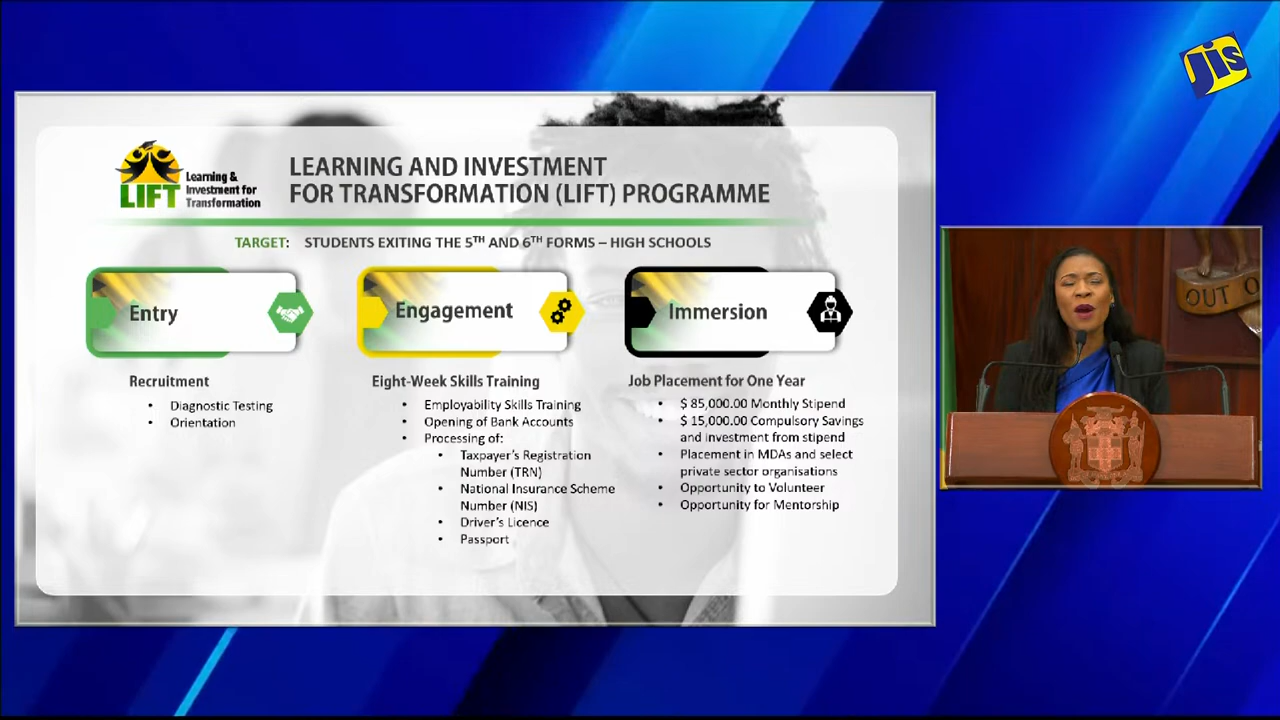 jis
LIFT
Learning &
Investment for
Transformation
LEARNING AND INVESTMENT
FOR TRANSFORMATION (LIFT) PROGRAMME
TARGET: STUDENTS EXITING THE 5TH AND 6TH FORMS – HIGH SCHOOLS
Entry
Recruitment
• Diagnostic Testing
• Orientation
Engagement
Eight-Week Skills Training
• Employability Skills Training
• Opening of Bank Accounts
• Processing of:
• Taxpayer's Registration
Number (TRN)
• National Insurance Scheme
Number (NIS)
• Driver's Licence
• Passport
Immersion
Job Placement for One Year
• $ 85,000.00 Monthly Stipend
• $ 15,000.00 Compulsory Savings
and investment from stipend
• Placement in MDAs and select
private sector organisations
• Opportunity to Volunteer
• Opportunity for Mentorship
OUT O